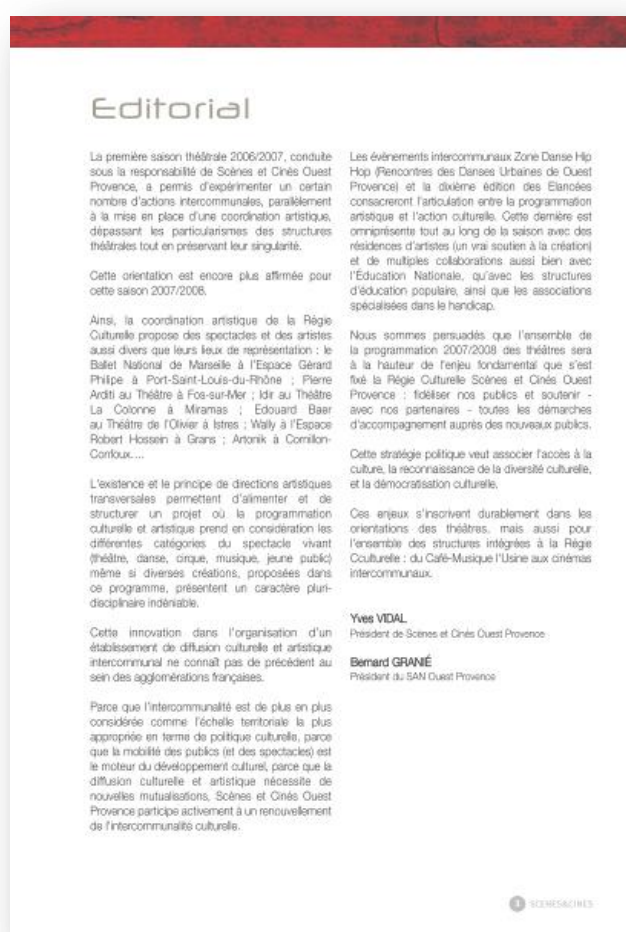 Editorial
La première saison théâtrale 2006/2007, conduite
sous la responsabilité de Scènes et Cinés Ouest
Provence, a permis d'expérimenter un certain
nombre d'actions intercommunales, parallèlement
à la mise en place d'une coordination artistique,
dépassant les particularismes des structures
théâtrales tout en préservant leur singularité.
Cette orientation est encore plus affirmée pour
cette saison 2007/2008.
Ainsi, la coordination artistique de la Régie
Culturelle propose des spectacles et des artistes
aussi divers que leurs lieux de représentation : le
Ballet National de Marseille à l'Espace Gérard
Philipe à Port-Saint-Louis-du-Rhône ; Pierre
Arditi au Théâtre à Fos-sur-Mer ; Idir au Théâtre
La Colonne à Miramas ; Edouard Baer
au Théâtre de l'Olivier à Istres ; Wally à l'Espace
Robert Hossein à Grans ; Artonik à Cornillon-
Confoux....
L'existence et le principe de directions artistiques
transversales permettent d'alimenter et de
structurer un projet où la programmation
culturelle et artistique prend en considération les
différentes catégories du spectacle vivant
(théâtre, danse, cirque, musique, jeune public)
même si diverses créations, proposées dans
ce programme, présentent un caractère pluri-
disciplinaire indéniable.
Cette innovation dans l'organisation d'un
établissement de diffusion culturelle et artistique
intercommunal ne connaît pas de précédent au
sein des agglomérations françaises.
Parce que l'intercommunalité est de plus en plus
considérée comme l'échelle territoriale la plus
appropriée en terme de politique culturelle, parce
que la mobilité des publics (et des spectacles) est
le moteur du développement culturel, parce que la
diffusion culturelle et artistique nécessite de
nouvelles mutualisations, Scènes et Cinés Ouest
Provence participe activement à un renouvellement
de l'intercommunalité culturelle.
Les évènements intercommunaux Zone Danse Hip
Hop (Rencontres des Danses Urbaines de Ouest
Provence) et la dixième édition des Elancées
consacreront l'articulation entre la programmation
artistique et l'action culturelle. Cette dernière est
omniprésente tout au long de la saison avec des
résidences d'artistes (un vrai soutien à la création)
et de multiples collaborations aussi bien avec
l'Éducation Nationale, qu'avec les structures
d'éducation populaire, ainsi que les associations
spécialisées dans le handicap.
Nous sommes persuadés que l'ensemble de
la programmation 2007/2008 des théâtres sera
à la hauteur de l'enjeu fondamental que s'est
fixé la Régie Culturelle Scènes et Cinés Ouest
Provence : fidéliser nos publics et soutenir -
avec nos partenaires - toutes les démarches
d'accompagnement auprès des nouveaux publics.
Cette stratégie politique veut associer l'accès à la
culture, la reconnaissance de la diversité culturelle,
et la démocratisation culturelle.
Ces enjeux s'inscrivent durablement dans les
orientations des théâtres, mais aussi pour
l'ensemble des structures intégrées à la Régie
Cculturelle : du Café-Musique l'Usine aux cinémas
intercommunaux.
Yves VIDAL
Président de Scènes et Cinés Ouest Provence
Bernard GRANIÉ
Président du SAN Ouest Provence
SCENES&CINES